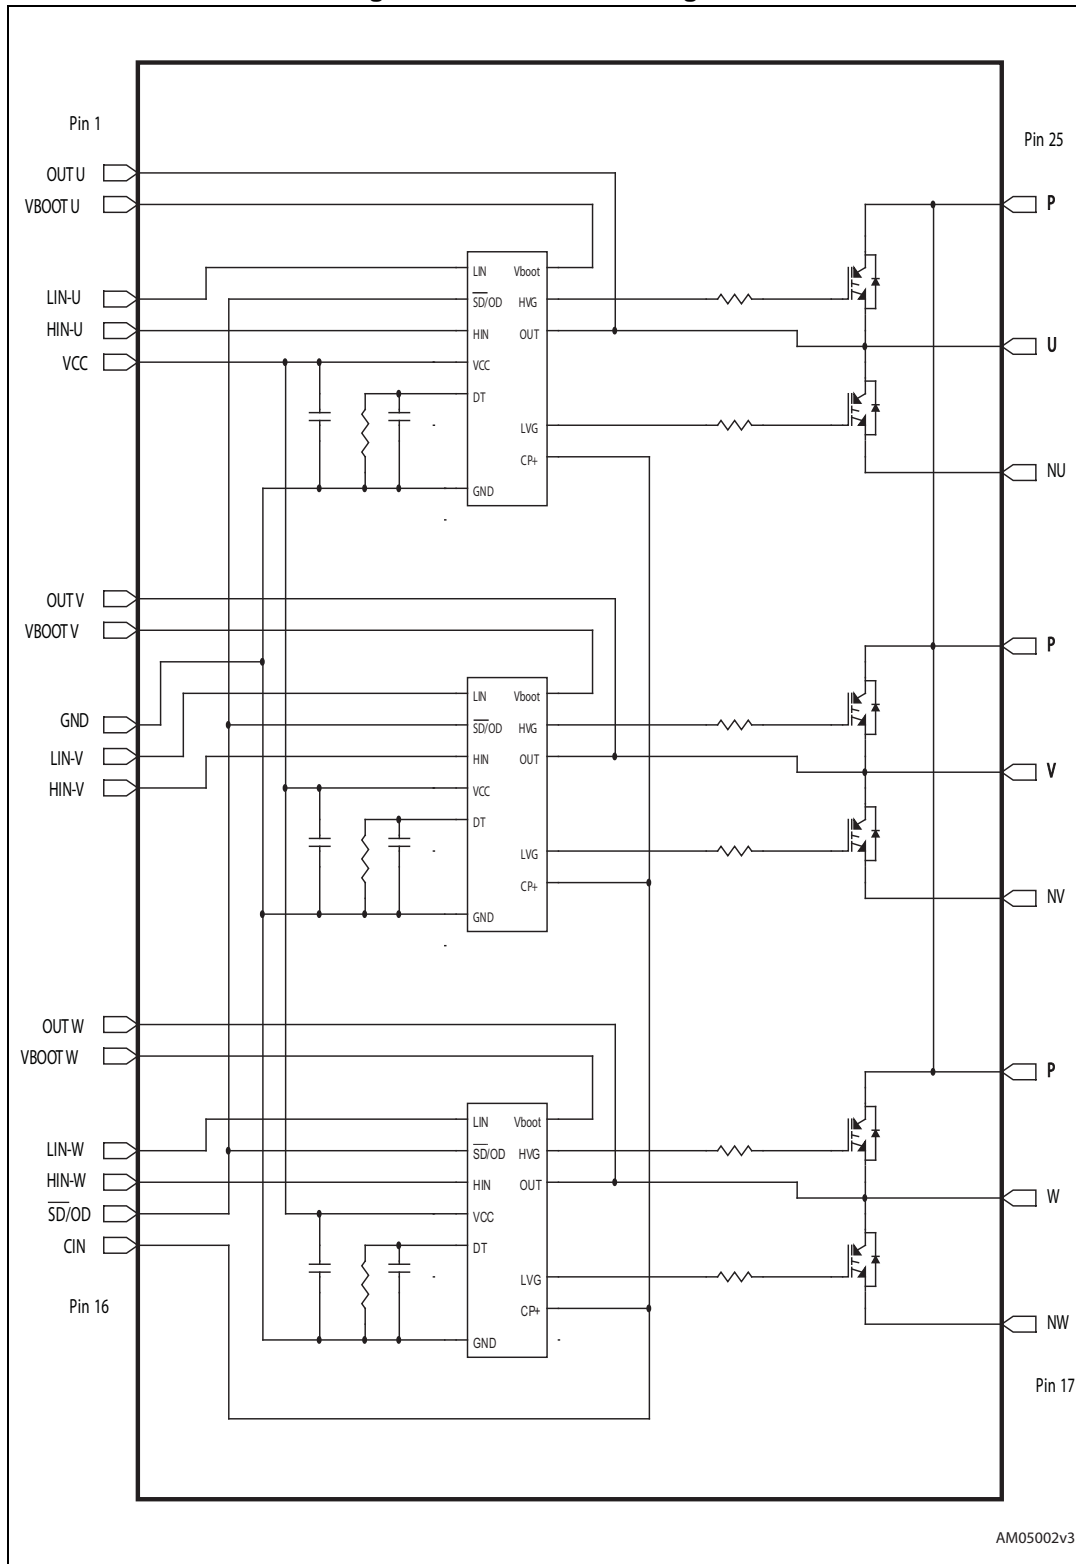 Pin 1
OUT U
VBOOT U
LIN-U
HIN-U
VCC
OUT V
VBOOT V
GND
LIN-V
HIN-V
OUT W
VBOOT W
LIN-W
HIN-W
SD/OD
CIN
Pin 16
LIN
SD/OD
HIN
VCC
DT
GND
Vboot
HVG
OUT
LVG
CP+
LIN
SD/OD
HIN
VCC
DT
GND
Vboot
HVG
OUT
LVG
CP+
LIN
SD/OD
HIN
VCC
DT
GND
Vboot
HVG
OUT
LVG
CP+
Pin 25
P
U
NU
P
V
NV
P
W
NW
Pin 17
AM05002v3